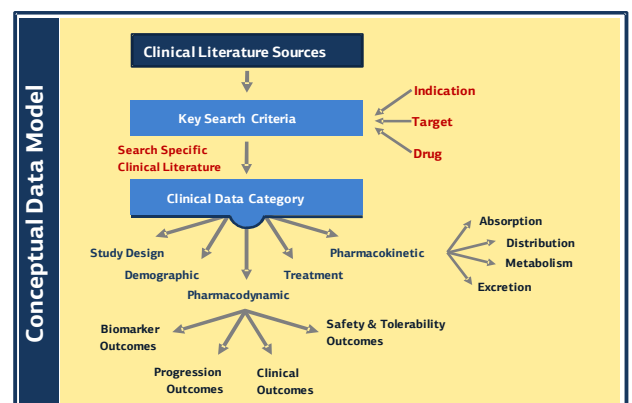 Conceptual Data Model
Clinical Literature Sources
Key Search Criteria
Indication
Target
Drug
Search Specific
Clinical Literature
Clinical Data Category
Study Design
Demographic
Pharmacodynamic
Treatment
Pharmacokinetic
Absorption
Distribution
Metabolism
Excretion
Biomarker
Outcomes
Progression
Outcomes
Clinical
Outcomes
Safety & Tolerability
Outcomes